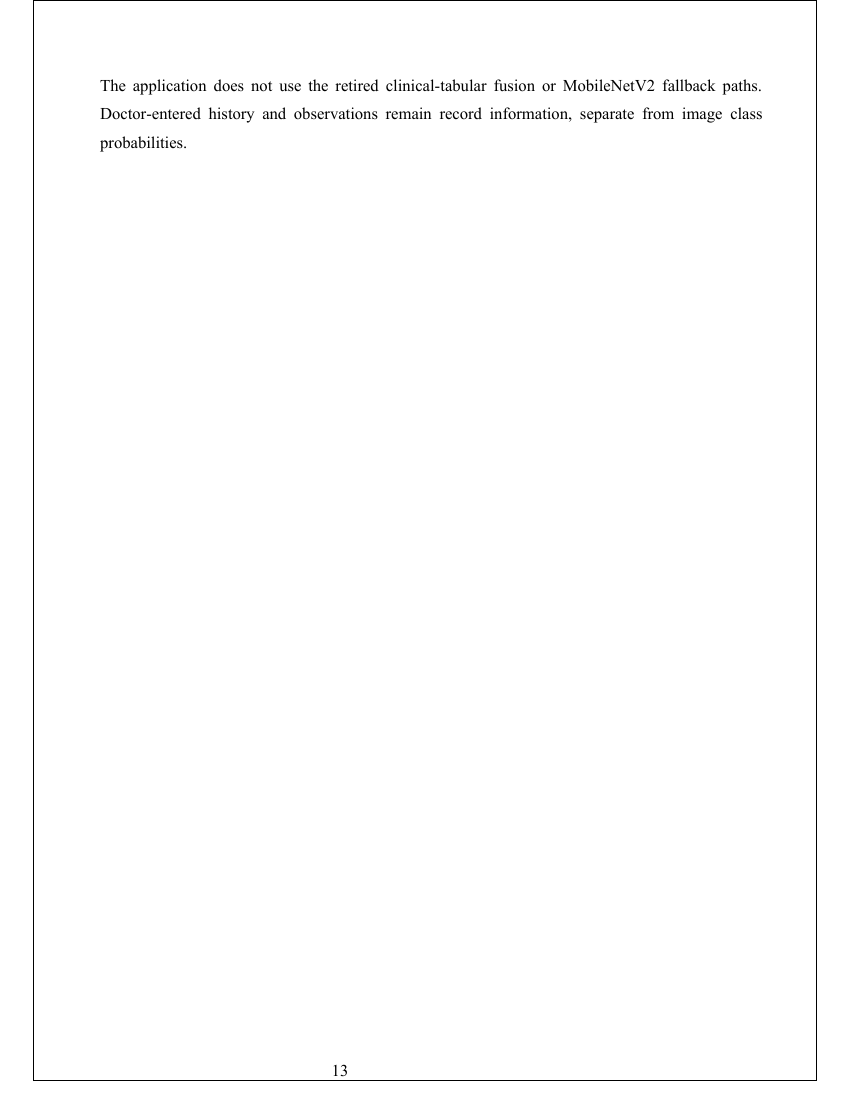 The application does not use the retired clinical-tabular fusion or MobileNetV2 fallback paths.
Doctor-entered history and observations remain record information, separate from image class
probabilities.
13